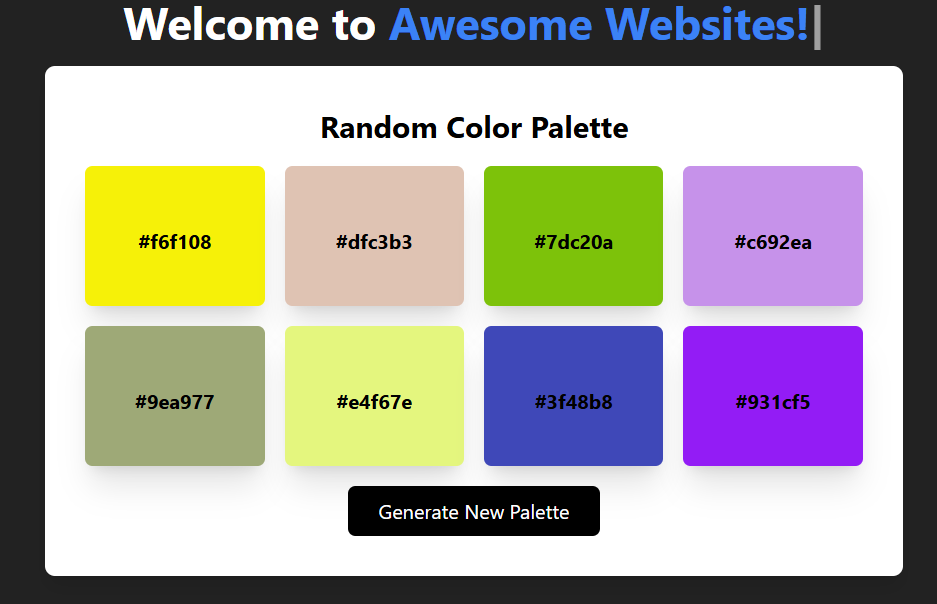 Welcome to Awesome Websites!|
Random Color Palette
#f6f108 #dfc3b3 #7dc20a #c692ea
#9ea977 #e4f67e #3f48b8 #931cf5
Generate New Palette